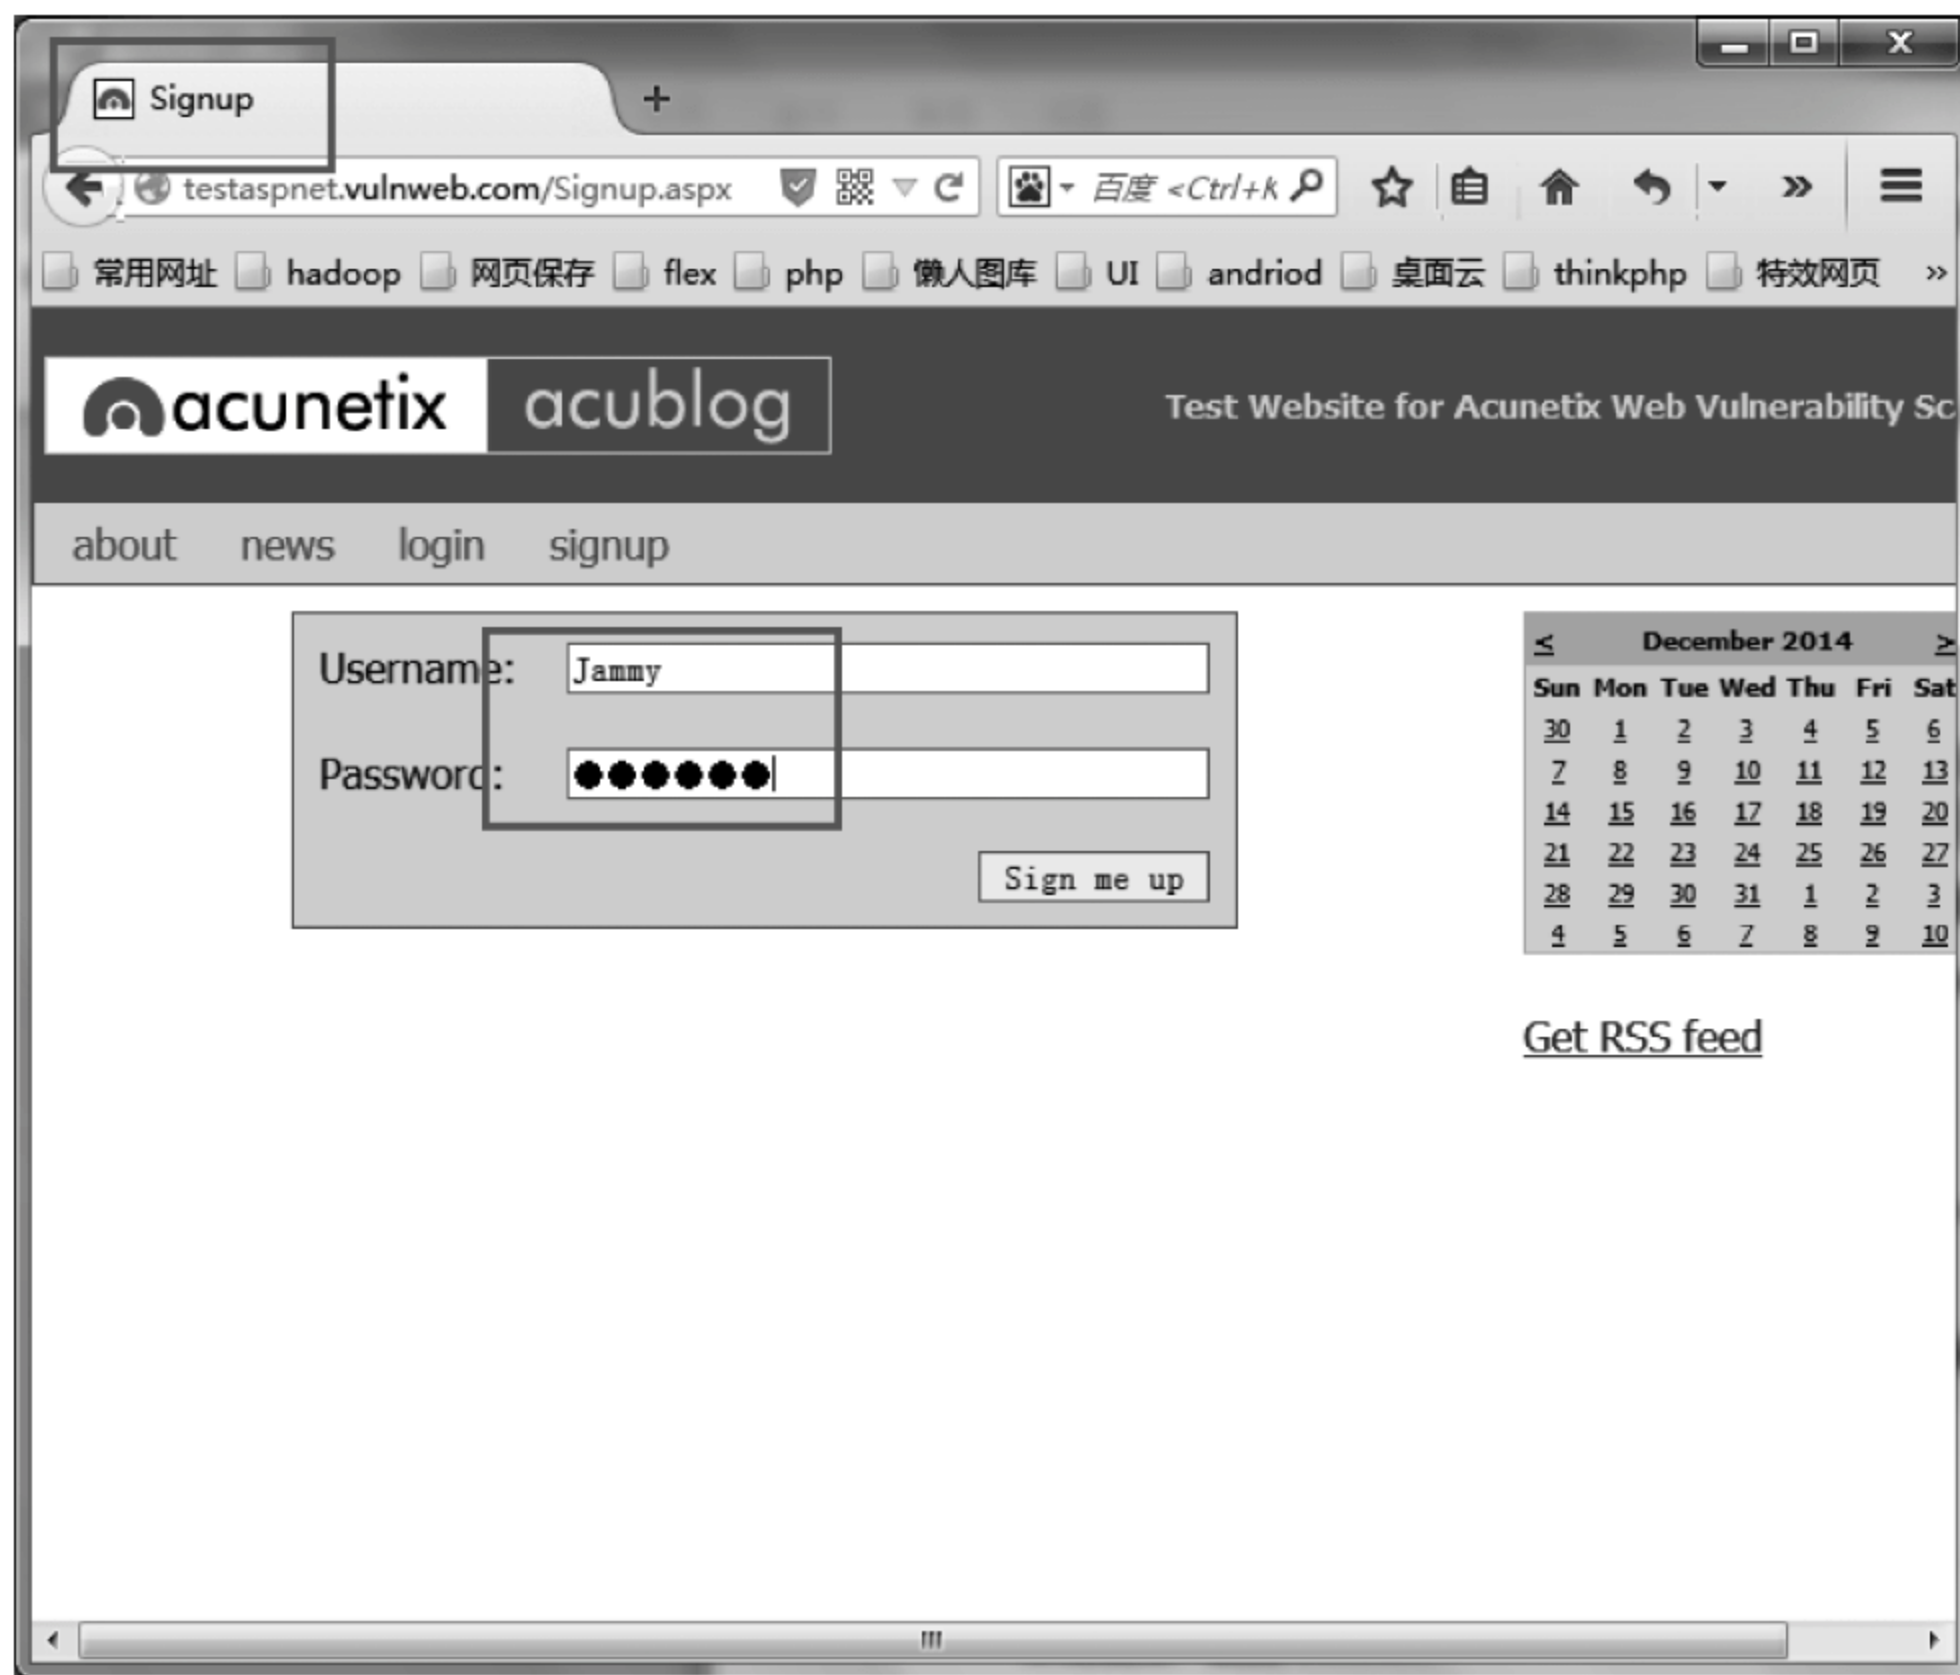 Signup
testaspnet.vulnweb.com/Signup.aspx 百度 <Ctrl+k
常用网址 hadoop 网页保存 flex php 懒人图库 UI andriod 桌面云 thinkphp 特效网页
acunetix acublog Test Website for Acunetix Web Vulnerability Sc
about news login signup
Username: Jammy
Password:
Sign me up
< December 2014 >
Sun Mon Tue Wed Thu Fri Sat
30 1 2 3 4 5 6
7 8 9 10 11 12 13
14 15 16 17 18 19 20
21 22 23 24 25 26 27
28 29 30 31 1 2 3
4 5 6 7 8 9 10
Get RSS feed